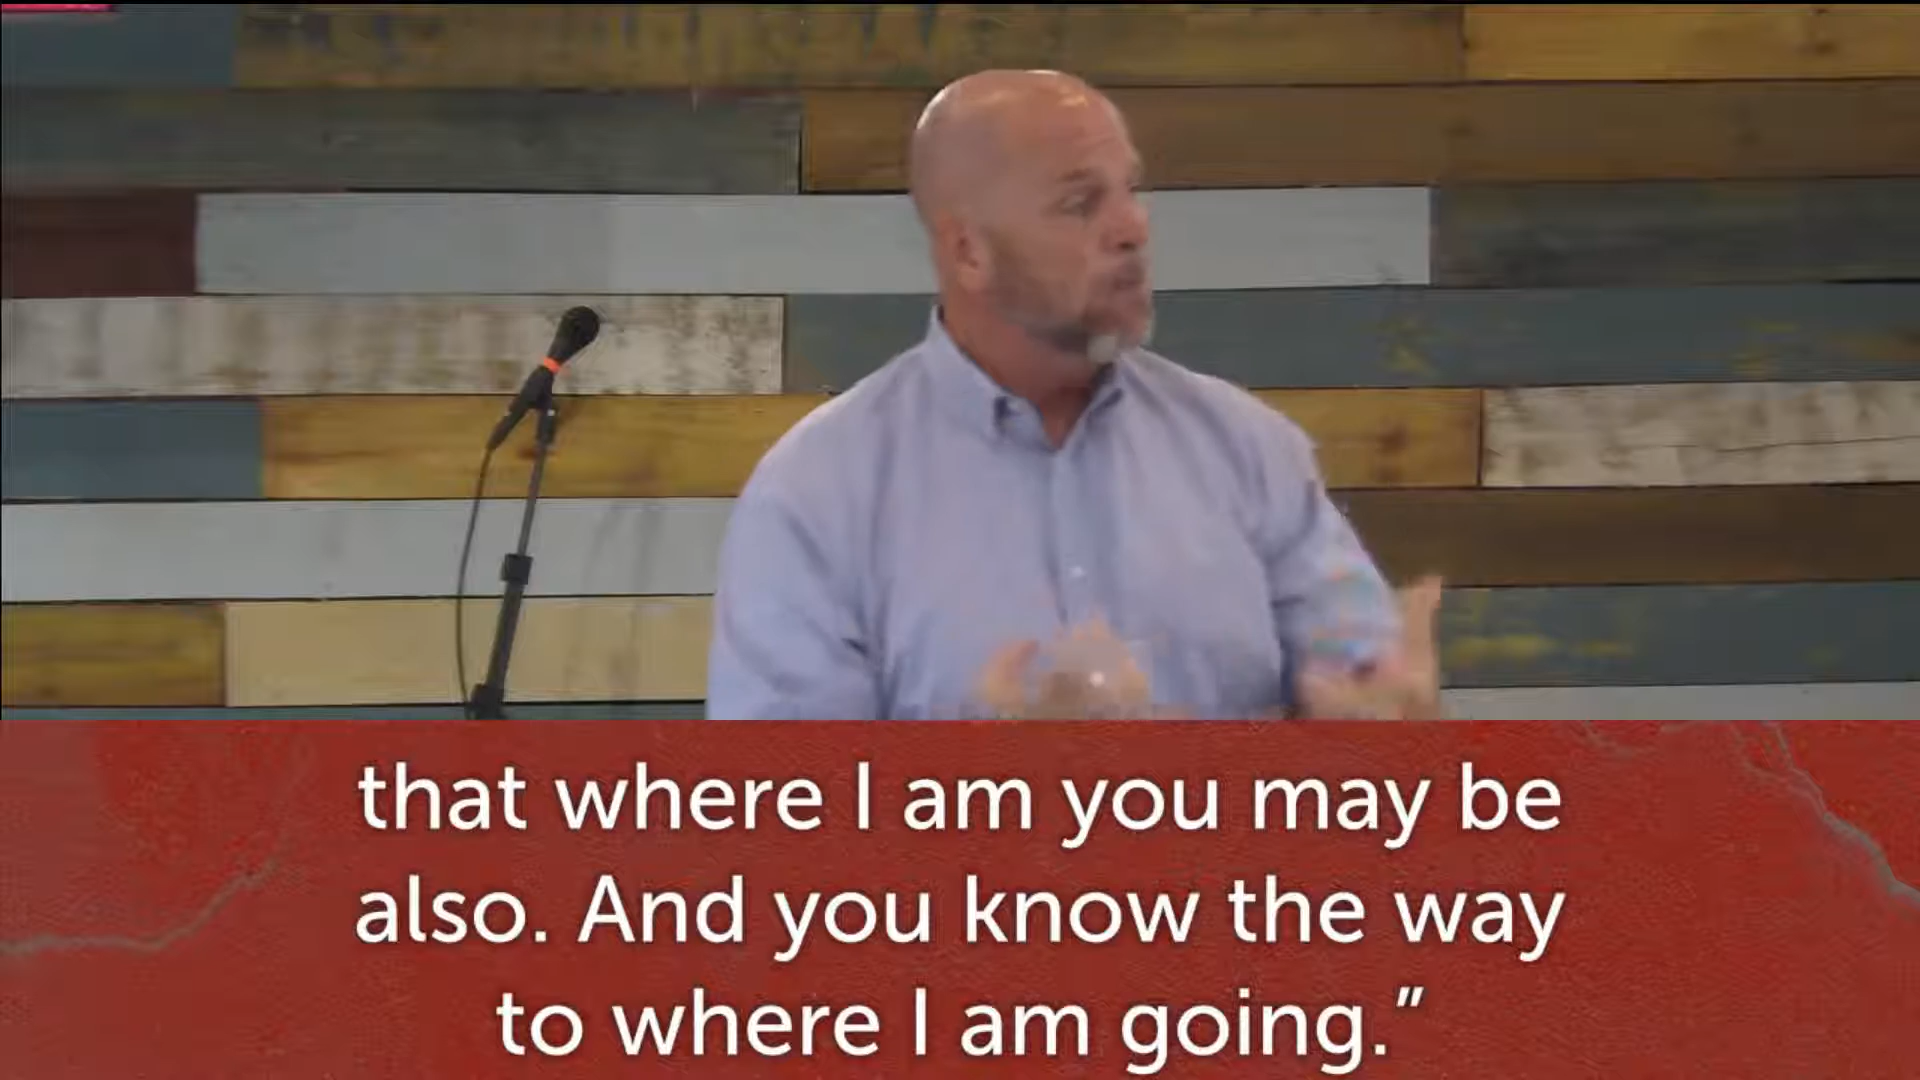 that where I am you may be
also. And you know the way
to where I am going.”